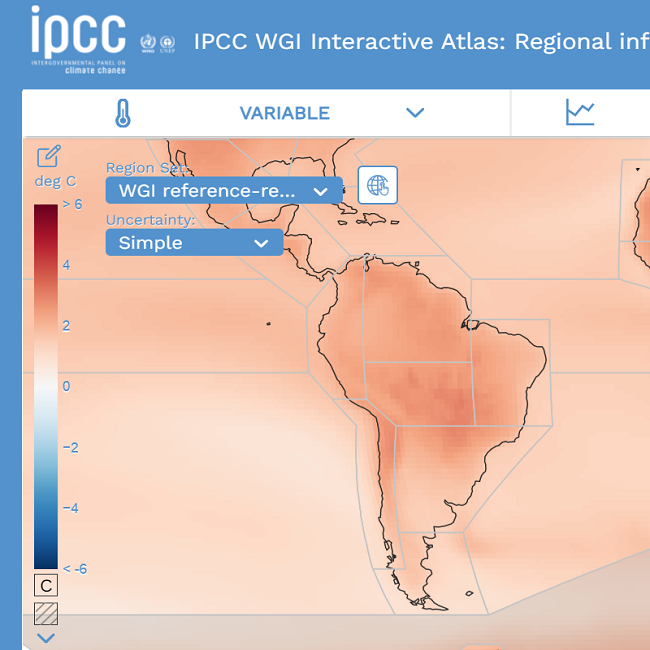 ipcc
INTERGOVERNMENTAL PANEL ON
climate change
WMO UNEP
IPCC WGI Interactive Atlas: Regional inf
VARIABLE
deg C
Region Set:
WGI reference-re...
Uncertainty:
Simple
> 6
4
2
0
−2
−4
< -6
C